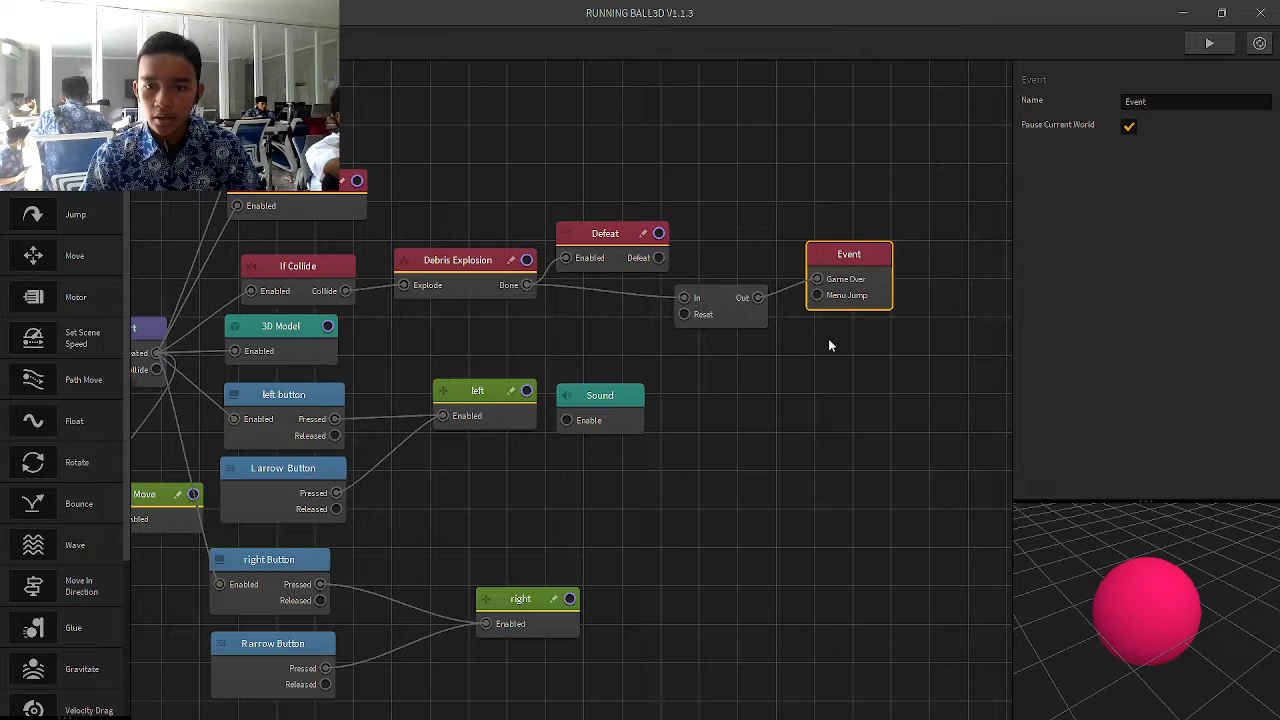 RUNNING BALL3D V1.1.3
Event
Name
Event
Pause Current World
Jump
Move
Motor
Set Scene
Speed
Path Move
Float
Rotate
Bounce
Wave
Move In
Direction
Glue
Gravitate
Velocity Drag
Enabled
If Collide
Enabled Collide
3D Model
Enabled
left button
Enabled Pressed
Released
Larrow Button
Pressed
Released
right Button
Enabled Pressed
Released
Rarrow Button
Pressed
Released
Move
Debris Explosion
Explode Done
Defeat
Enabled Defeat
In Out
Reset
Event
Game Over
Menu Jump
left
Enabled
Sound
Enable
right
Enabled